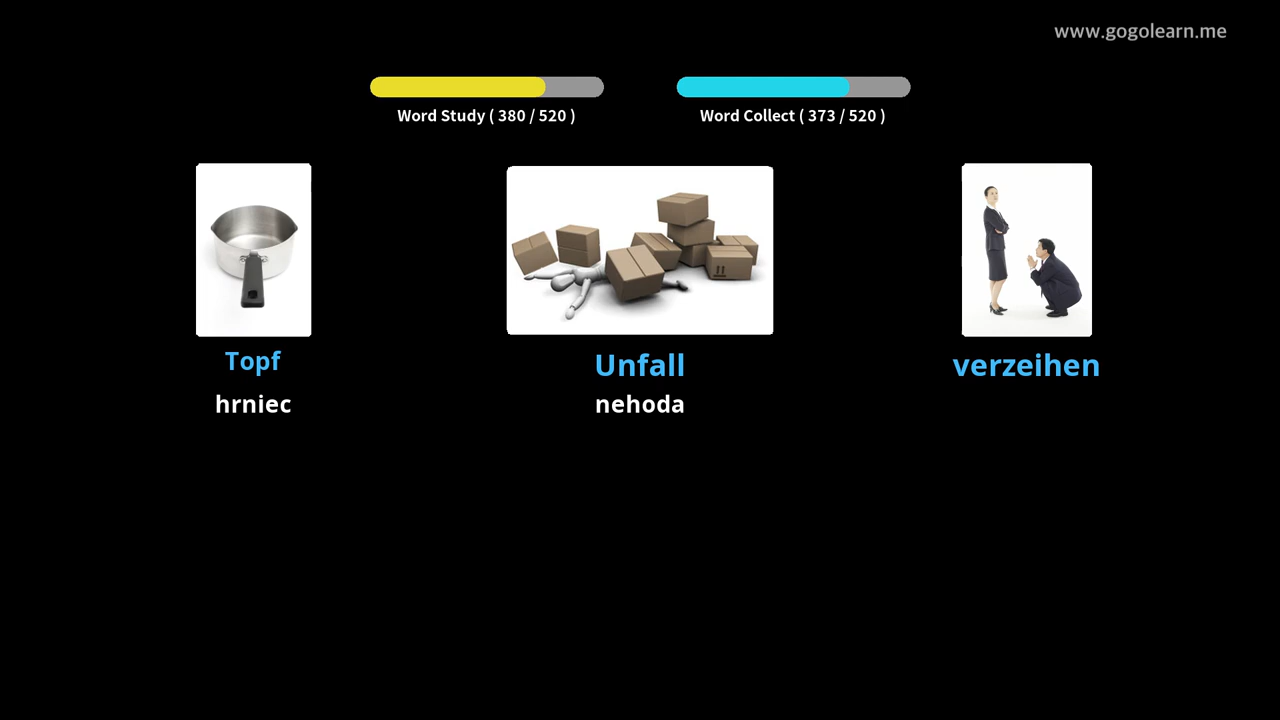 www.gogolearn.me
Word Study ( 380 / 520 )
Word Collect ( 373 / 520 )
Topf
Unfall
verzeihen
hrniec
nehoda